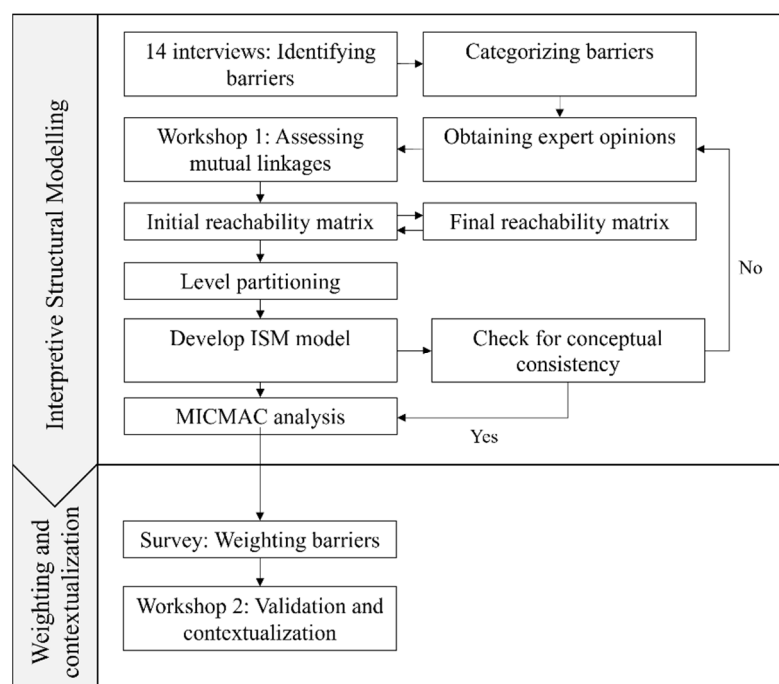 Interpretive Structural Modelling
14 interviews: Identifying
barriers
Categorizing barriers
Workshop 1: Assessing
mutual linkages
Obtaining expert opinions
Initial reachability matrix
Final reachability matrix
Level partitioning
No
Develop ISM model
Check for conceptual
consistency
MICMAC analysis
Yes
Weighting and
contextualization
Survey: Weighting barriers
Workshop 2: Validation and
contextualization